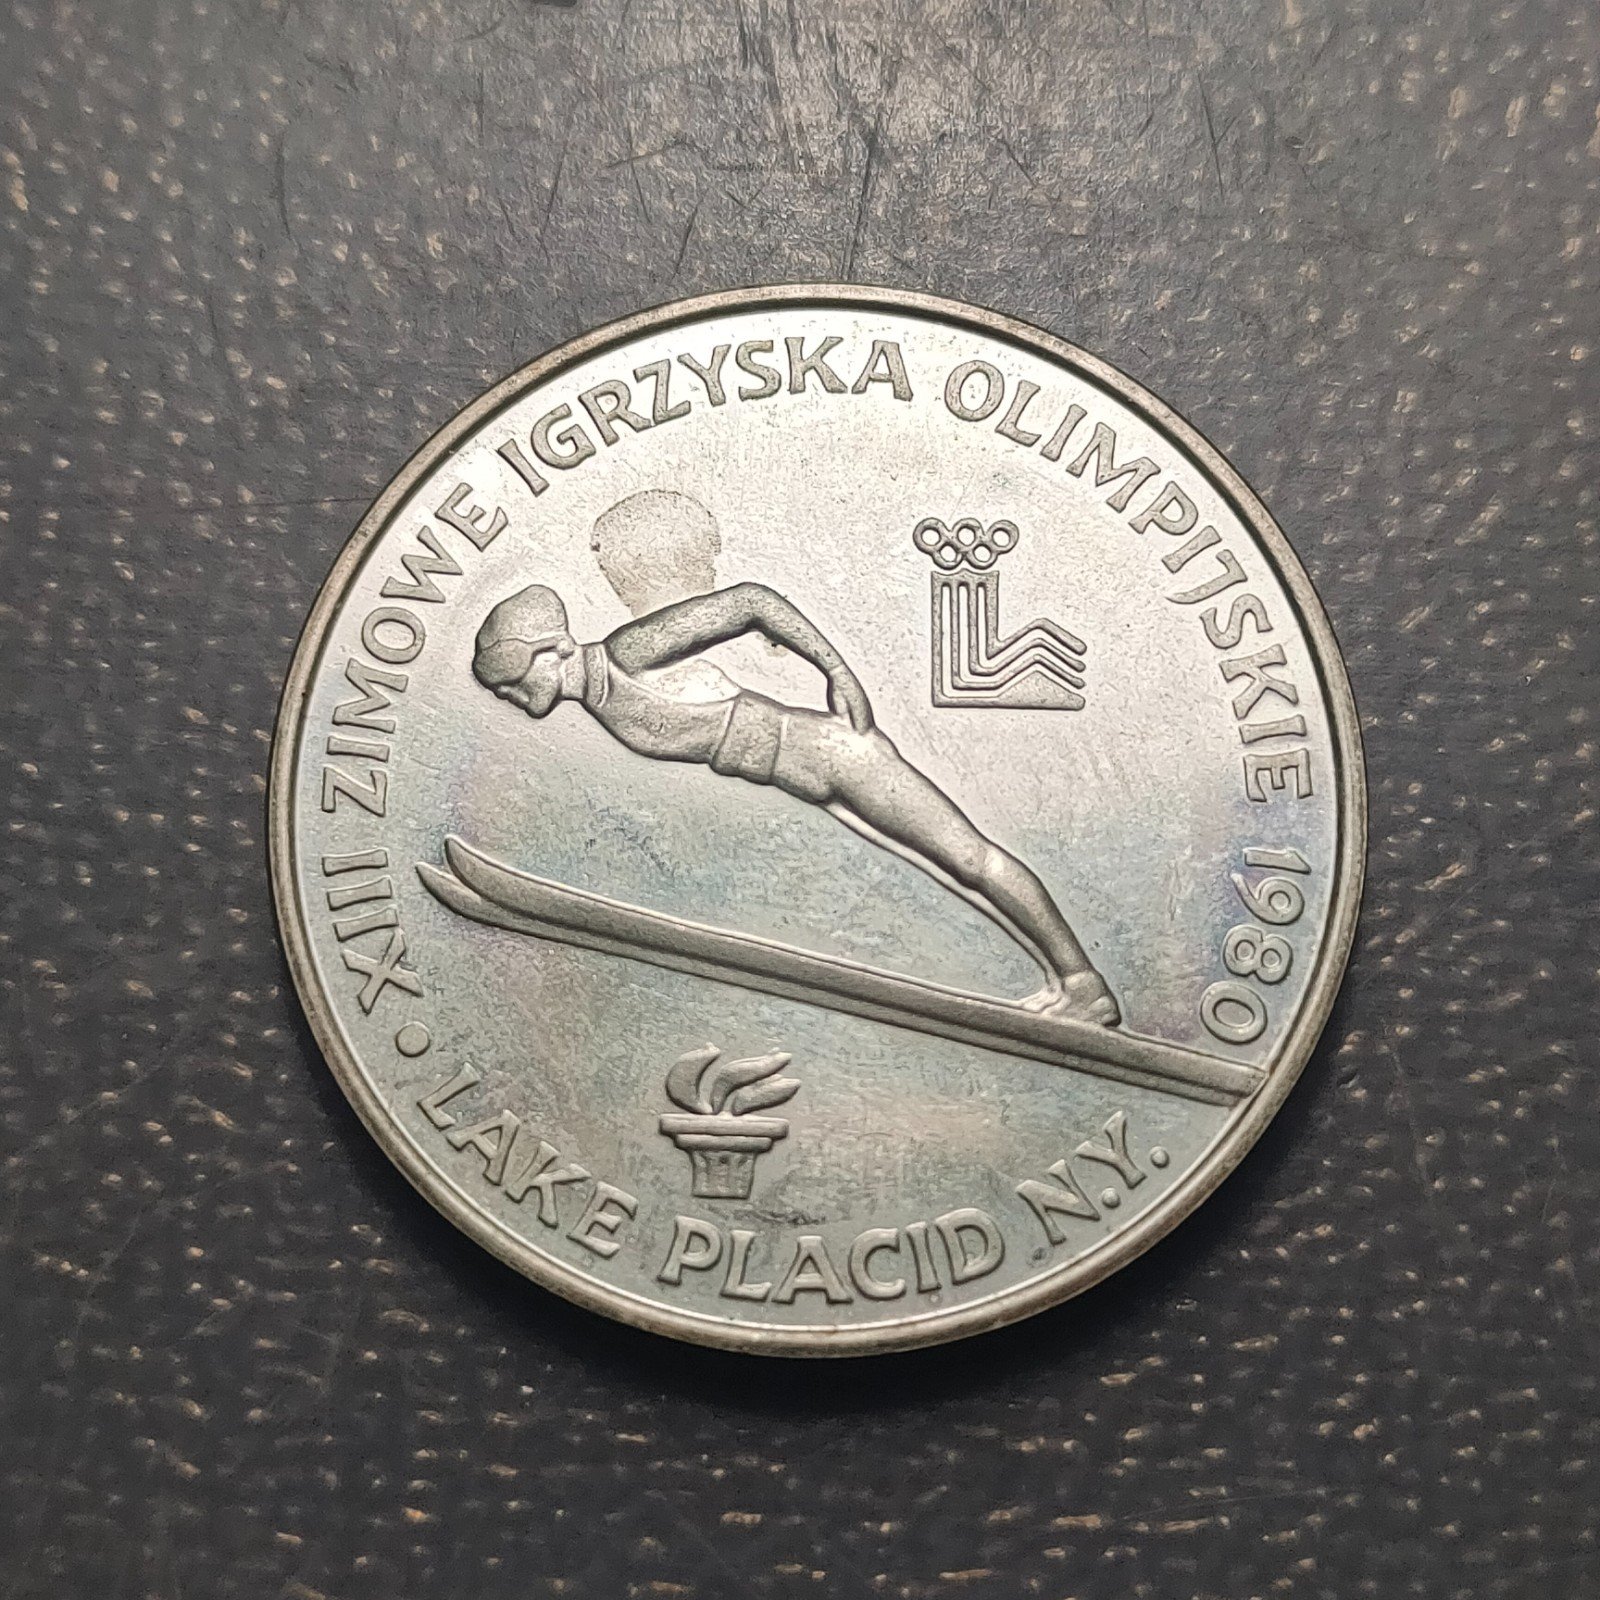 XIII ZIMOWE IGRZYSKA OLIMPIJSKIE 1980
• LAKE PLACID N.Y.